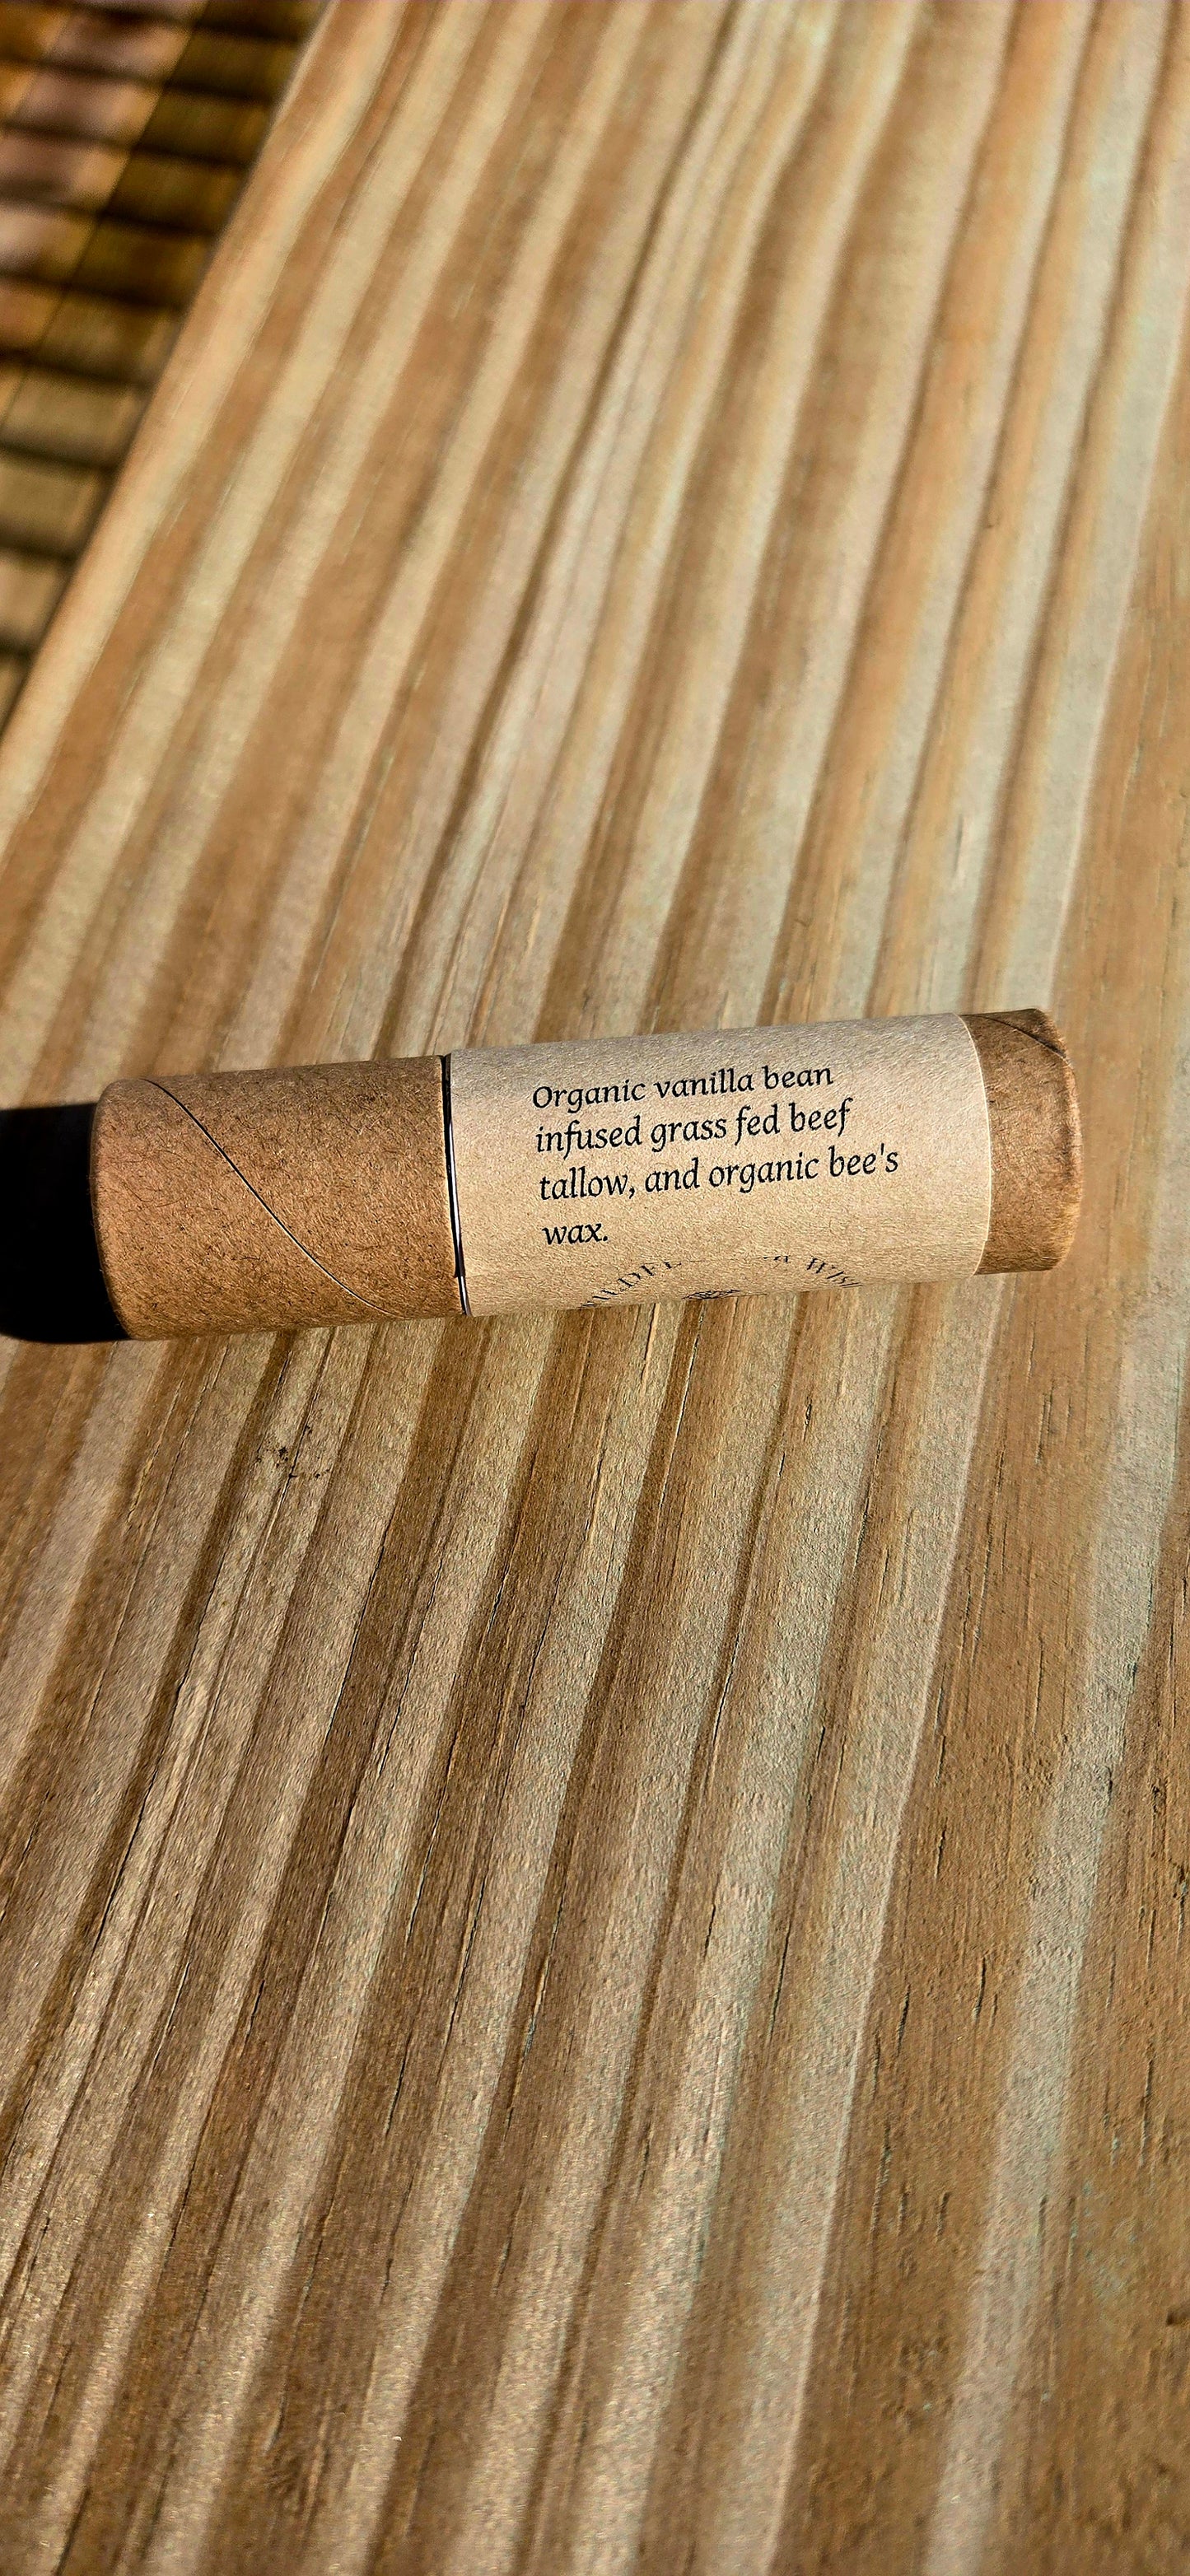 Organic vanilla bean
infused grass fed beef
tallow, and organic bee's
wax.